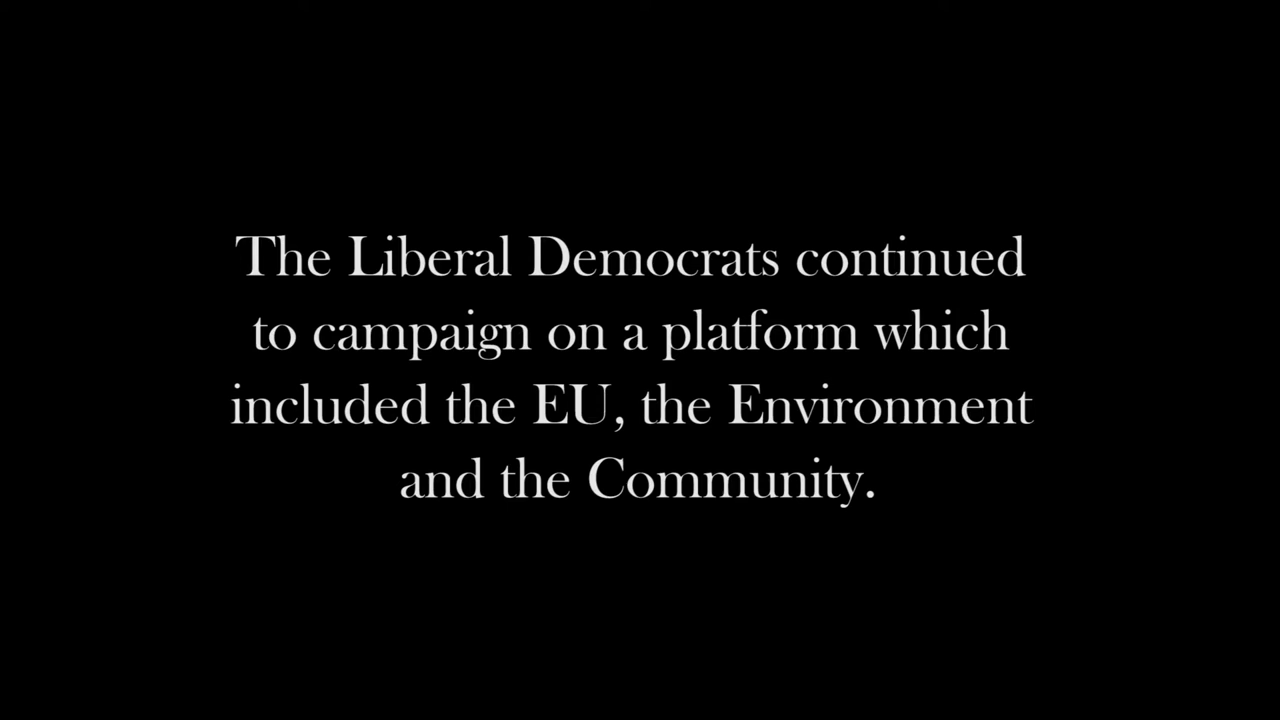 The Liberal Democrats continued
to campaign on a platform which
included the EU, the Environment
and the Community.